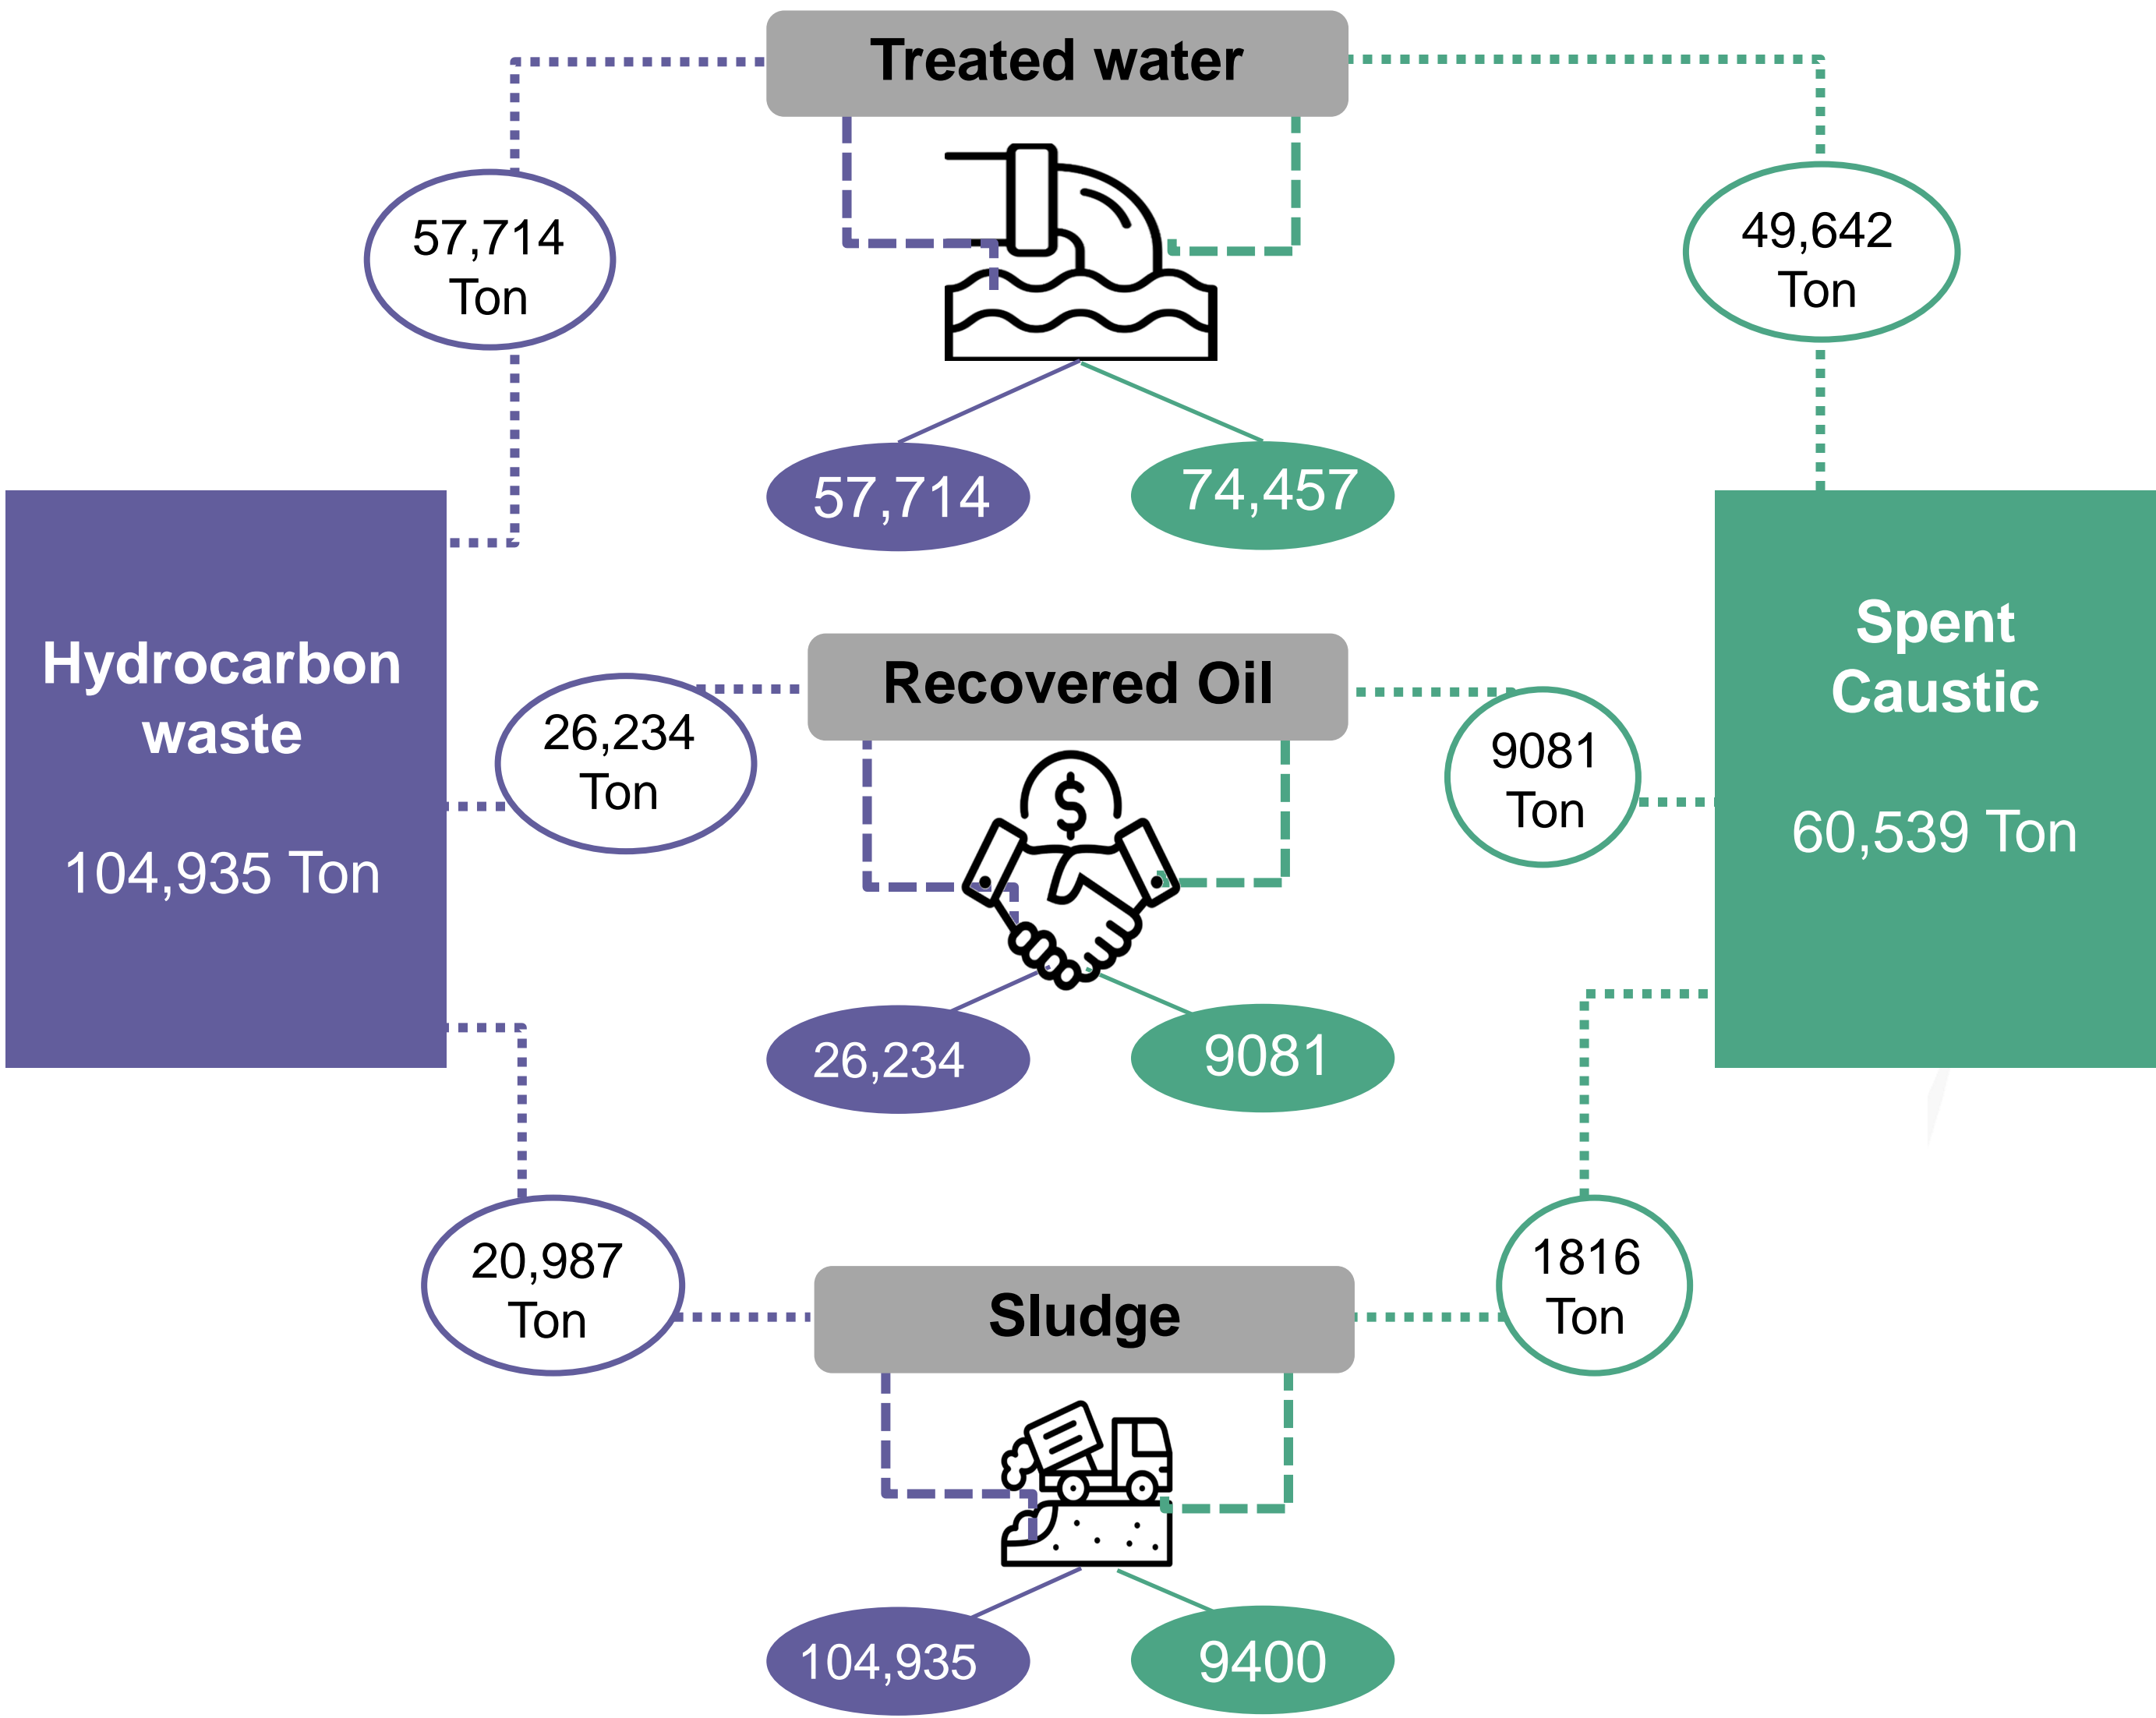 Treated water
57,714
Ton
49,642
Ton
57,714
74,457
Hydrocarbon
waste
104,935 Ton
26,234
Ton
Recovered Oil
$
9081
Ton
Spent
Caustic
60,539 Ton
26,234
9081
20,987
Ton
Sludge
1816
Ton
104,935
9400